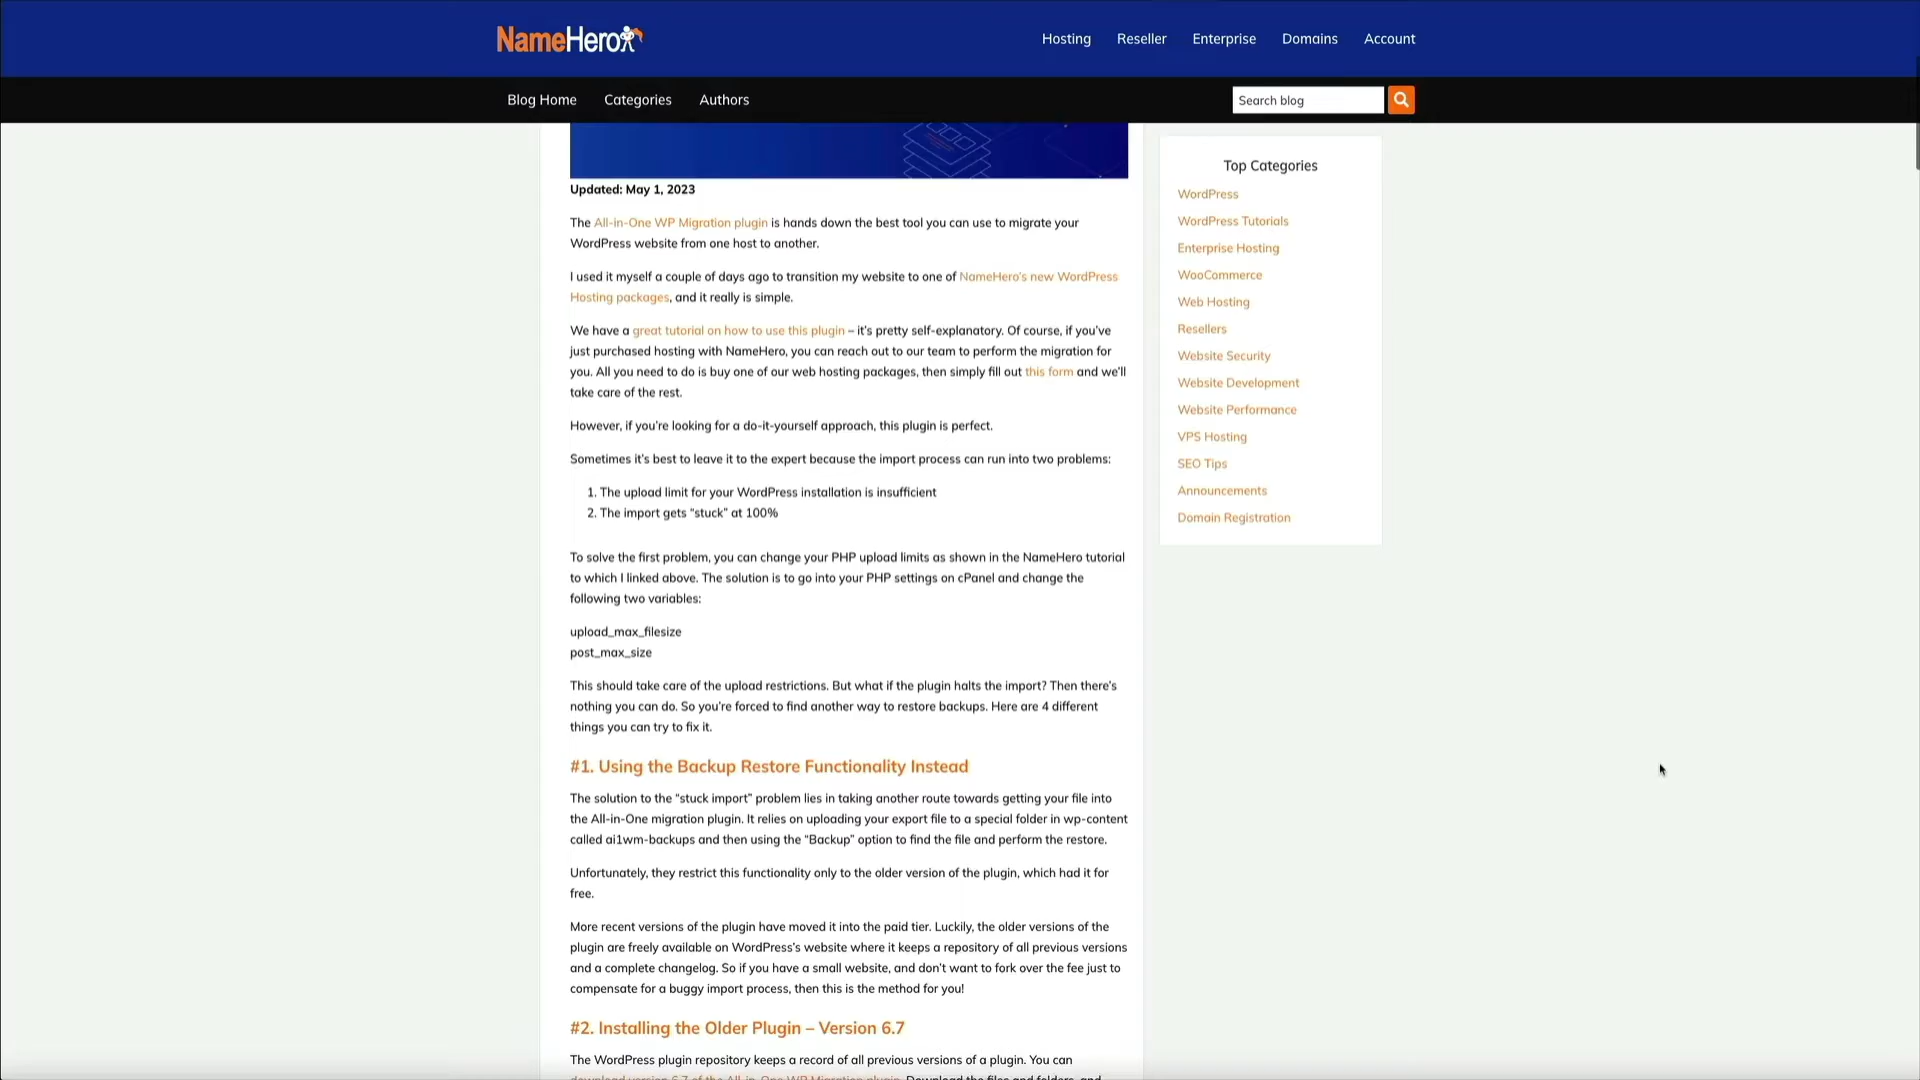 NameHero
Hosting Reseller Enterprise Domains Account
Blog Home Categories Authors
Search blog
Updated: May 1, 2023
The All-in-One WP Migration plugin is hands down the best tool you can use to migrate your
WordPress website from one host to another.
I used it myself a couple of days ago to transition my website to one of NameHero's new WordPress
Hosting packages, and it really is simple.
We have a great tutorial on how to use this plugin – it's pretty self-explanatory. Of course, if you've
just purchased hosting with NameHero, you can reach out to our team to perform the migration for
you. All you need to do is buy one of our web hosting packages, then simply fill out this form and we'll
take care of the rest.
However, if you're looking for a do-it-yourself approach, this plugin is perfect.
Sometimes it's best to leave it to the expert because the import process can run into two problems:
1. The upload limit for your WordPress installation is insufficient
2. The import gets "stuck" at 100%
To solve the first problem, you can change your PHP upload limits as shown in the NameHero tutorial
to which I linked above. The solution is to go into your PHP settings on cPanel and change the
following two variables:
upload_max_filesize
post_max_size
This should take care of the upload restrictions. But what if the plugin halts the import? Then there's
nothing you can do. So you're forced to find another way to restore backups. Here are 4 different
things you can try to fix it.
#1. Using the Backup Restore Functionality Instead
The solution to the "stuck import" problem lies in taking another route towards getting your file into
the All-in-One migration plugin. It relies on uploading your export file to a special folder in wp-content
called ai1wm-backups and then using the "Backup" option to find the file and perform the restore.
Unfortunately, they restrict this functionality only to the older version of the plugin, which had it for
free.
More recent versions of the plugin have moved it into the paid tier. Luckily, the older versions of the
plugin are freely available on WordPress's website where it keeps a repository of all previous versions
and a complete changelog. So if you have a small website, and don't want to fork over the fee just to
compensate for a buggy import process, then this is the method for you!
#2. Installing the Older Plugin – Version 6.7
The WordPress plugin repository keeps a record of all previous versions of a plugin. You can
download version 6.7 of the All-in-One WP Migration plugin. Download the files and folders, and
Top Categories
WordPress
WordPress Tutorials
Enterprise Hosting
WooCommerce
Web Hosting
Resellers
Website Security
Website Development
Website Performance
VPS Hosting
SEO Tips
Announcements
Domain Registration